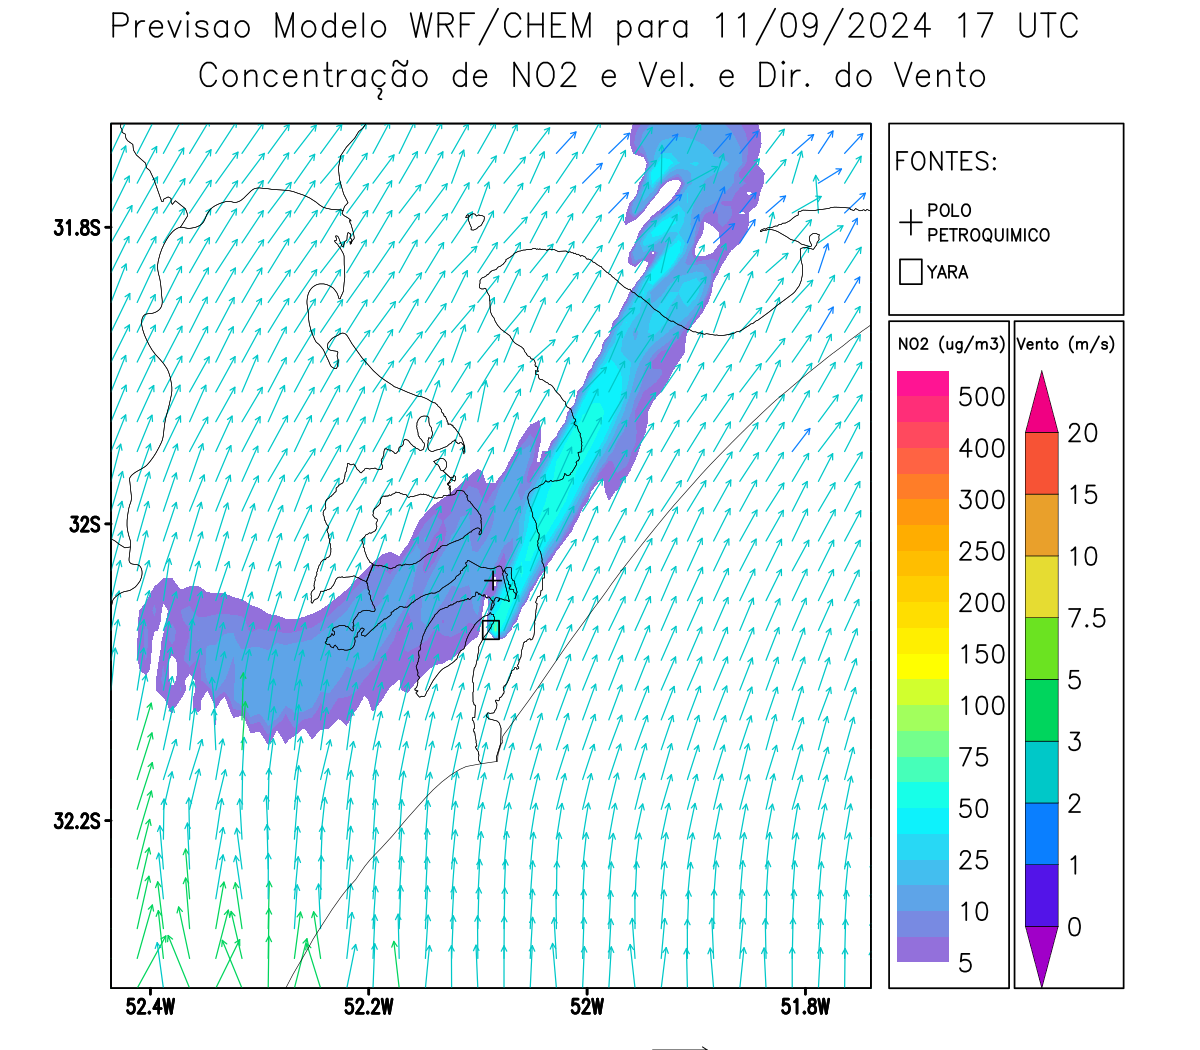 Previsao Modelo WRF/CHEM para 11/09/2024 17 UTC
Concentração de NO2 e Vel. e Dir. do Vento
FONTES:
POLO
PETROQUIMICO
YARA
NO2 (ug/m3)
500
400
300
250
200
150
100
75
50
25
10
5
Vento (m/s)
20
15
10
7.5
5
3
2
1
0
31.8S
32S
32.2S
52.4W
52.2W
52W
51.8W